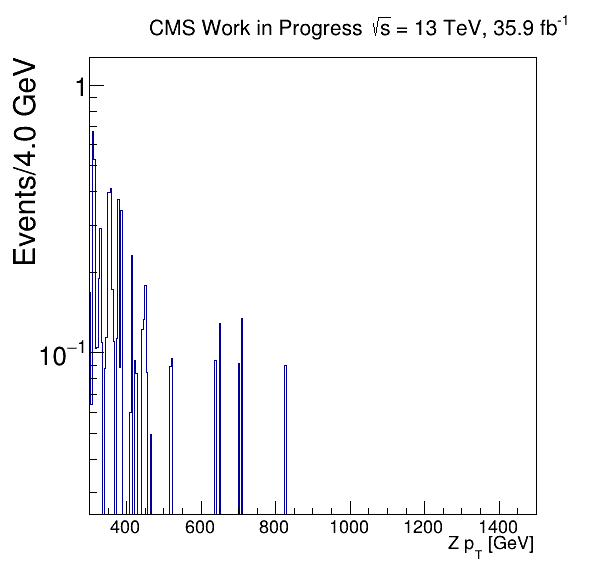 CMS Work in Progress √s = 13 TeV, 35.9 fb⁻¹
Events/4.0 GeV
1
10⁻¹
400 600 800 1000 1200 1400
Z p_T [GeV]